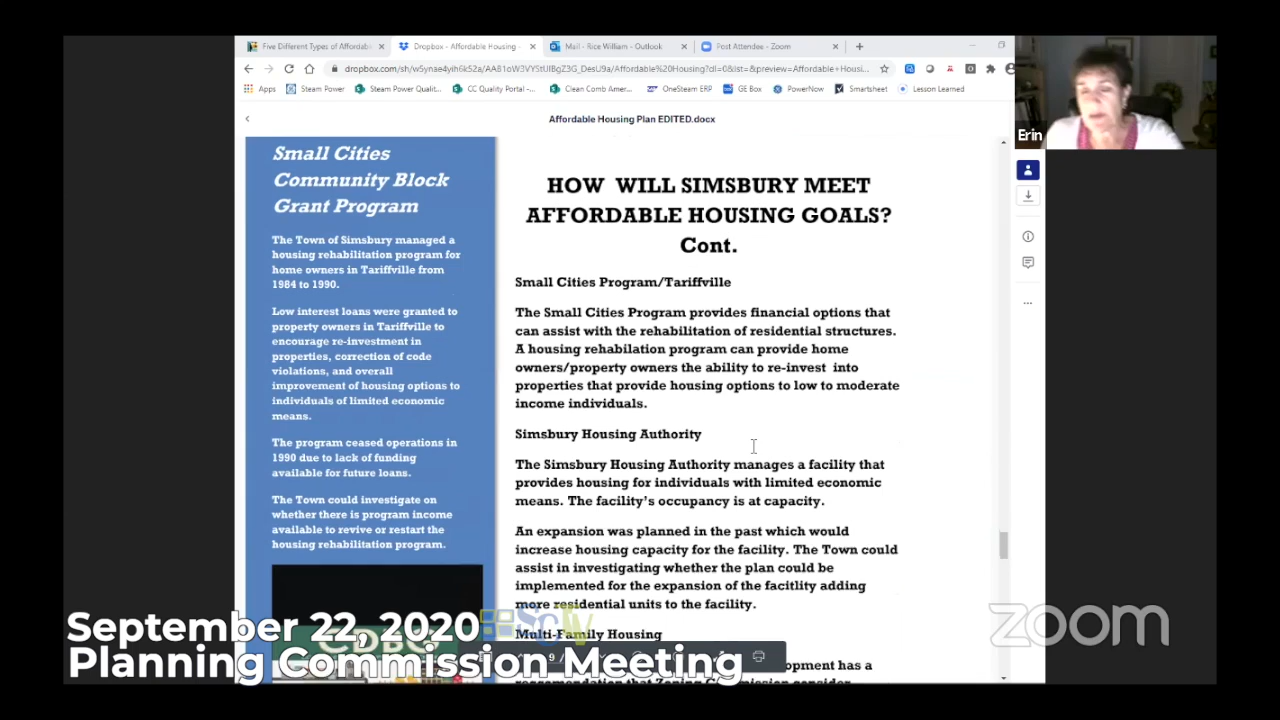 Five Different Types of Affordabl
Dropbox - Affordable Housing -
Mail - Rice William - Outlook
Post Attendee - Zoom
dropbox.com/sh/w5ynae4yih6k52a/
Apps
Steam Power
Steam Power Qualit...
CC Quality Portal -...
Clean Comb Amer...
OneSteam ERP
GE Box
PowerNow
Smartsheet
Lesson Learned
Affordable Housing Plan EDITED.docx
Erin
Small Cities
Community Block
Grant Program
The Town of Simsbury managed a
housing rehabilitation program for
home owners in Tariffville from
1984 to 1990.
Low interest loans were granted to
property owners in Tariffville to
encourage re-investment in
properties, correction of code
violations, and overall
improvement of housing options to
individuals of limited economic
means.
The program ceased operations in
1990 due to lack of funding
available for future loans.
The Town could investigate on
whether there is program income
available to revive or restart the
housing rehabilitation program.
CDBG
HOW WILL SIMSBURY MEET
AFFORDABLE HOUSING GOALS?
Cont.
Small Cities Program/Tariffville
The Small Cities Program provides financial options that
can assist with the rehabilitation of residential structures.
A housing rehabilation program can provide home
owners/property owners the ability to re-invest into
properties that provide housing options to low to moderate
income individuals.
Simsbury Housing Authority
The Simsbury Housing Authority manages a facility that
provides housing for individuals with limited economic
means. The facility's occupancy is at capacity.
An expansion was planned in the past which would
increase housing capacity for the facility. The Town could
assist in investigating whether the plan could be
implemented for the expansion of the facitlity adding
more residential units to the facility.
Multi-Family Housing
opment has a
September 22, 2020
Planning Commission Meeting
SCTV
zoom